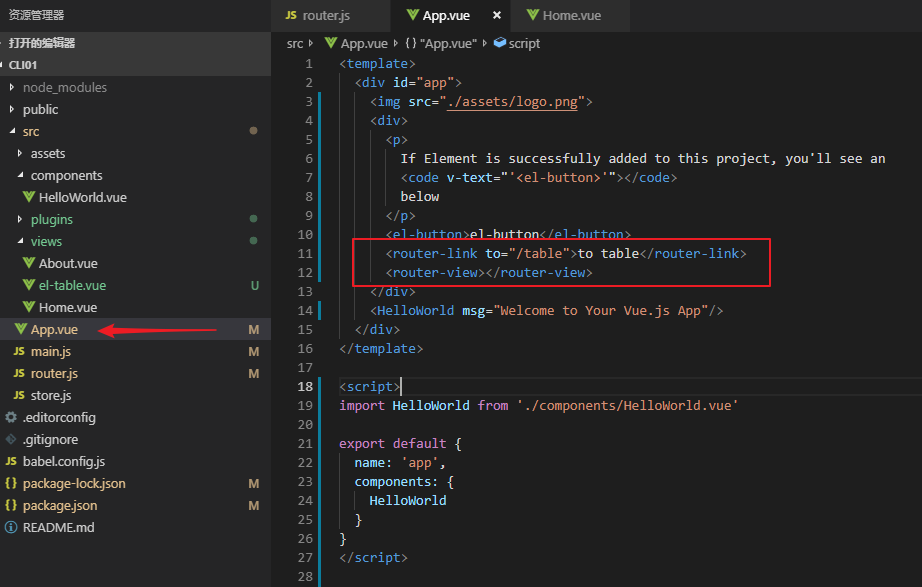 资源管理器
打开的编辑器
CLI01
node_modules
public
src
assets
components
HelloWorld.vue
plugins
views
About.vue
el-table.vue U
Home.vue
App.vue M
JS main.js M
JS router.js M
JS store.js
.editorconfig
.gitignore
JS babel.config.js
{} package-lock.json M
{} package.json M
README.md
JS router.js
App.vue ×
Home.vue
src App.vue {} "App.vue" script
1 <template>
2 <div id="app">
3 <img src="./assets/logo.png">
4 <div>
5 <p>
6 If Element is successfully added to this project, you'll see an
7 <code v-text="'<el-button>'"></code>
8 below
9 </p>
10 <el-button>el-button</el-button>
11 <router-link to="/table">to table</router-link>
12 <router-view></router-view>
13 </div>
14 <HelloWorld msg="Welcome to Your Vue.js App"/>
15 </div>
16 </template>
17
18 <script>
19 import HelloWorld from './components/HelloWorld.vue'
20
21 export default {
22 name: 'app',
23 components: {
24 HelloWorld
25 }
26 }
27 </script>
28